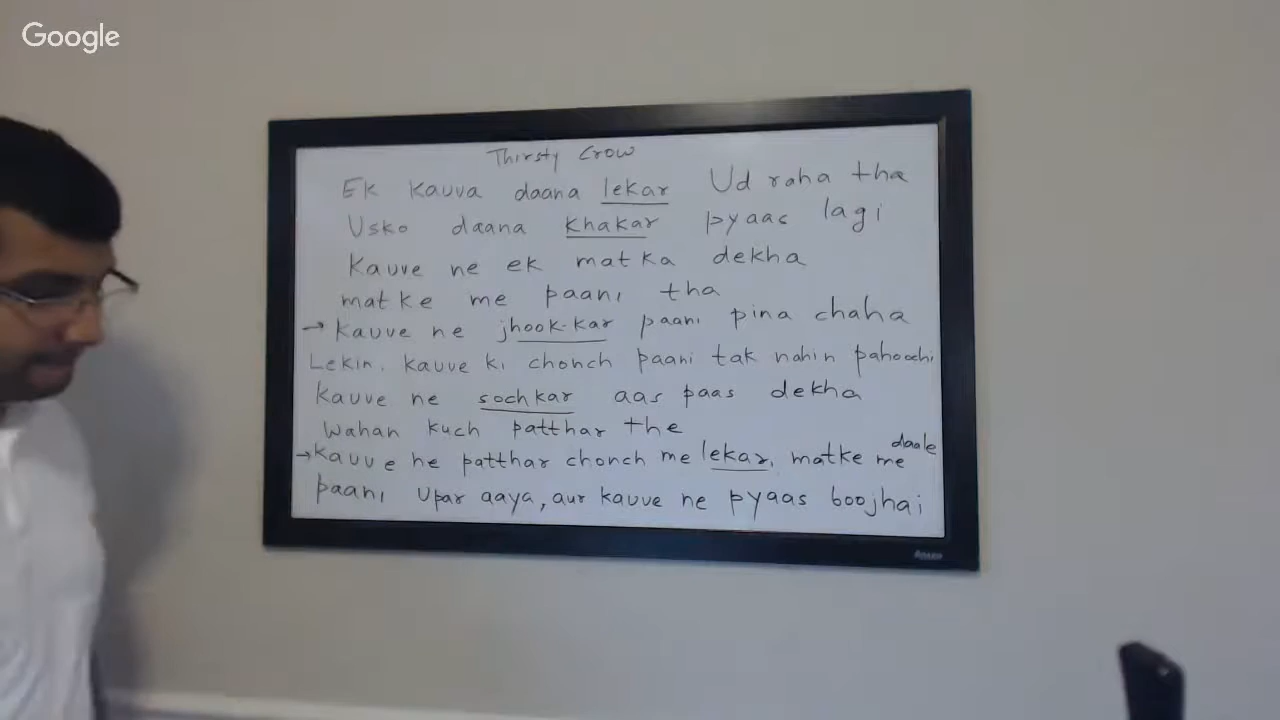 Google
Thirsty Crow
Ek kauva daana lekar Ud raha tha
Usko daana khakar pyaas lagi
Kauve ne ek matka dekha
matke me paani tha
→ Kauve ne jhook-kar paani pina chaha
Lekin, kauve ki chonch paani tak nahin pahoochi
Kauve ne sochkar aas paas dekha
Wahan kuch patthar the
→ Kauve ne patthar chonch me lekar, matke me daale
paani Upar aaya, aur kauve ne pyaas boojhai